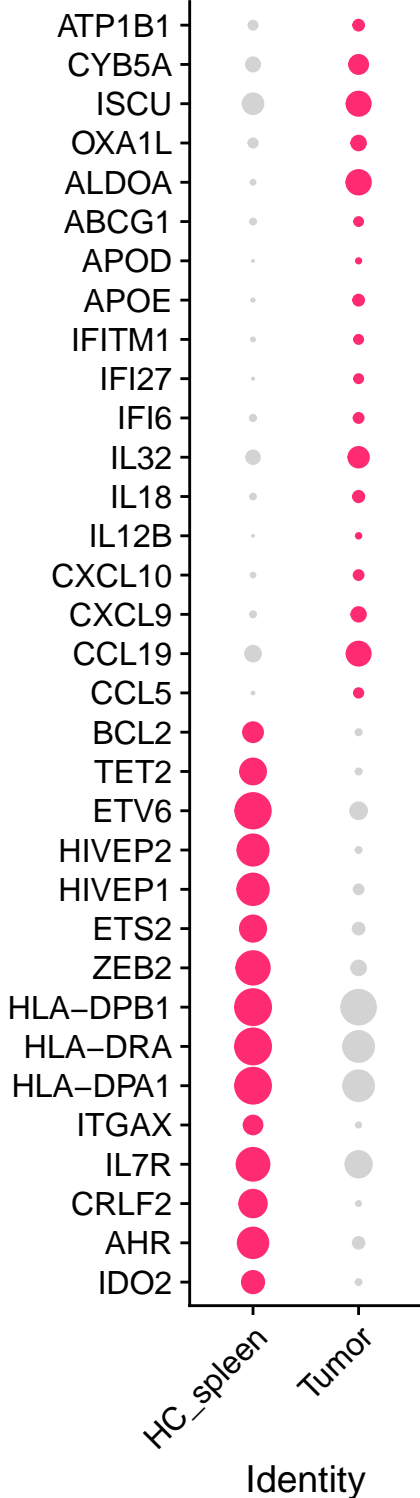 ATP1B1
CYB5A
ISCU
OXA1L
ALDOA
ABCG1
APOD
APOE
IFITM1
IFI27
IFI6
IL32
IL18
IL12B
CXCL10
CXCL9
CCL19
CCL5
BCL2
TET2
ETV6
HIVEP2
HIVEP1
ETS2
ZEB2
HLA−DPB1
HLA−DRA
HLA−DPA1
ITGAX
IL7R
CRLF2
AHR
IDO2
HC_spleen
Tumor
Identity